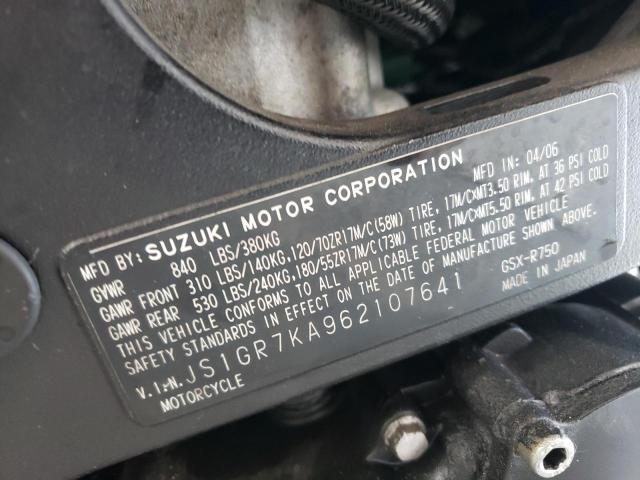 MFD BY: SUZUKI MOTOR CORPORATION MFD IN: 04/06
GVWR 840 LBS/380KG
GAWR FRONT 310 LBS/140KG,120/70ZR17M/C(58W) TIRE, 17M/CXMT3.50 RIM, AT 36 PSI COLD
GAWR REAR 530 LBS/240KG,180/55ZR17M/C(73W) TIRE, 17M/CXMT5.50 RIM, AT 42 PSI COLD
THIS VEHICLE CONFORMS TO ALL APPLICABLE FEDERAL MOTOR VEHICLE
SAFETY STANDARDS IN EFFECT ON THE DATE OF MANUFACTURE SHOWN ABOVE.
V.I.N. JS1GR7KA962107641 GSX-R750
MOTORCYCLE MADE IN JAPAN